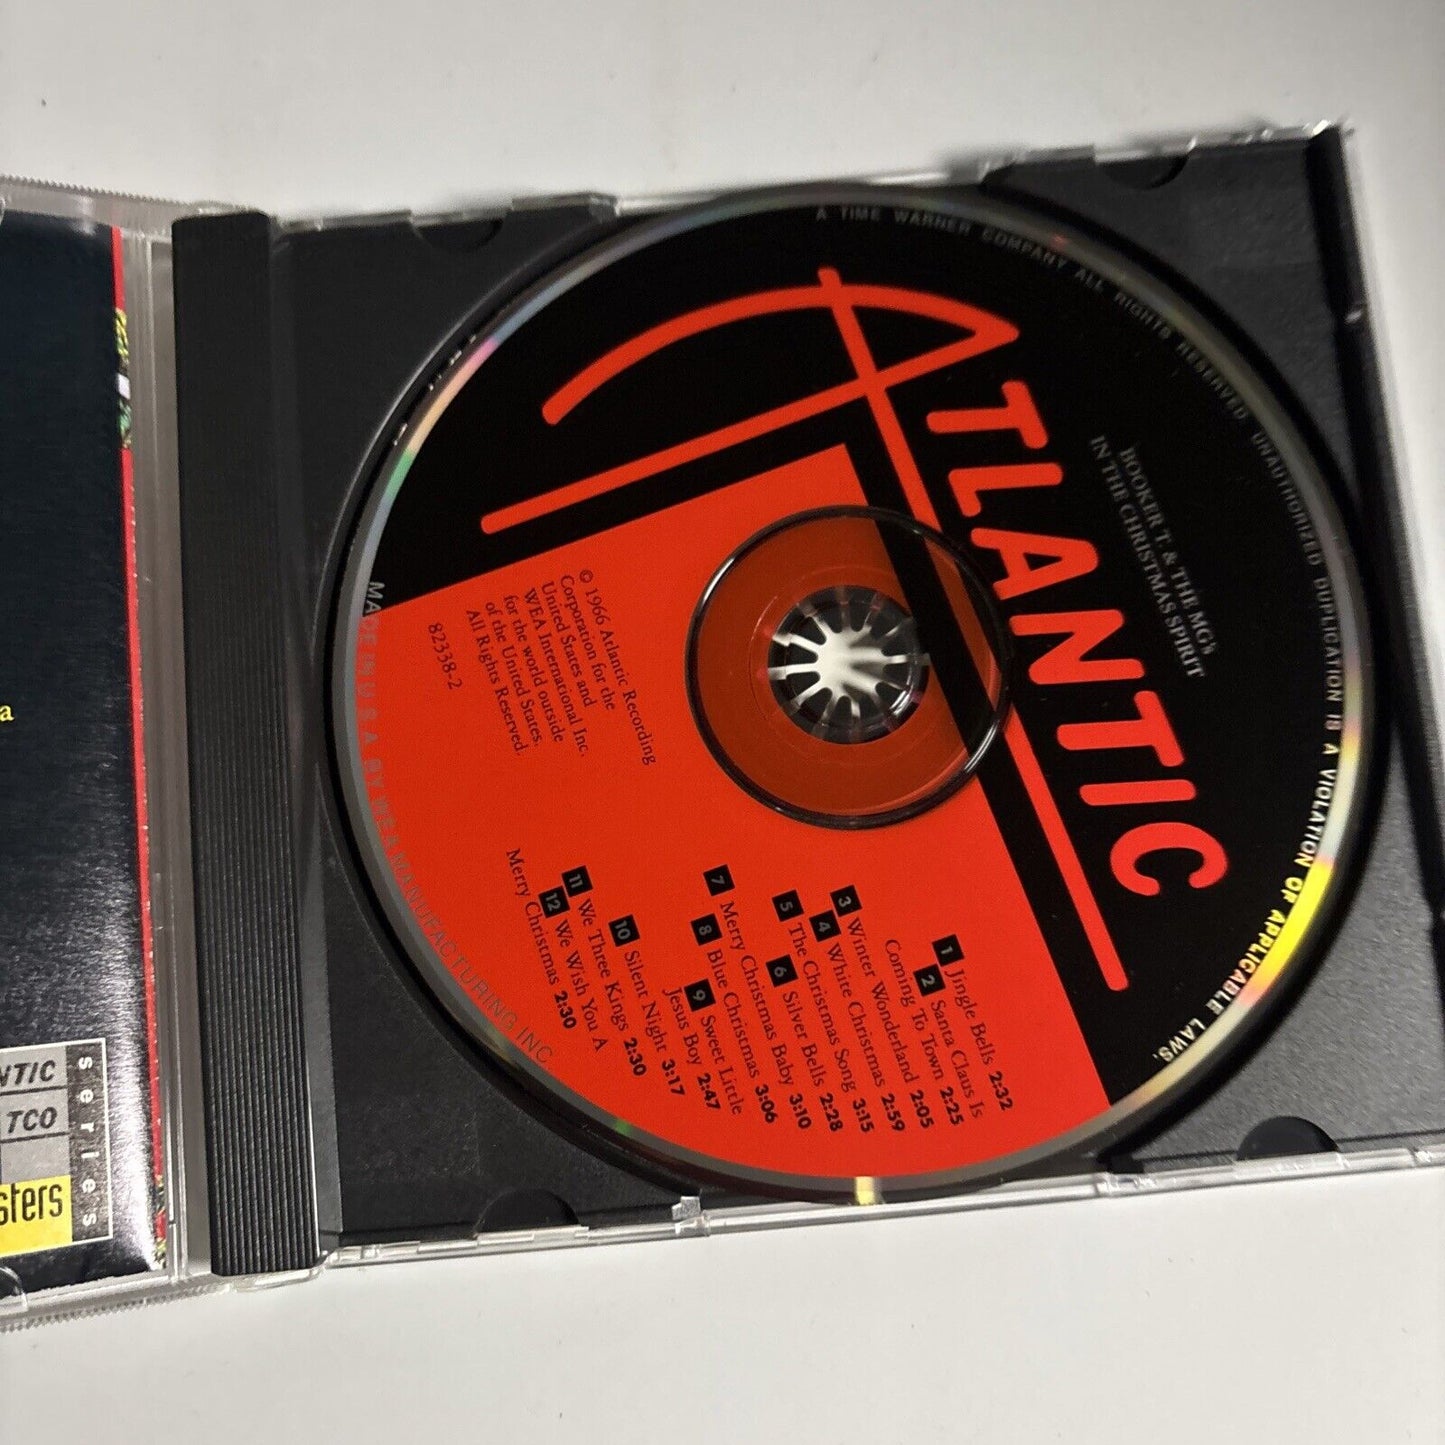 ATLANTIC
BOOKER T. & THE MG's
IN THE CHRISTMAS SPIRIT
© 1966 Atlantic Recording
Corporation for the
United States and
WEA International Inc.
for the world outside
of the United States.
All Rights Reserved.
82338-2
1 Jingle Bells 2:32
2 Santa Claus Is
Coming To Town 2:25
3 Winter Wonderland 2:05
4 White Christmas 2:59
5 The Christmas Song 3:15
6 Silver Bells 2:28
7 Merry Christmas Baby 3:10
8 Blue Christmas 3:06
9 Sweet Little
Jesus Boy 2:47
10 Silent Night 3:17
11 We Three Kings 2:30
12 We Wish You A
Merry Christmas 2:30
MADE IN U.S.A. BY WEA MANUFACTURING INC.
A TIME WARNER COMPANY ALL RIGHTS RESERVED. UNAUTHORIZED DUPLICATION IS A VIOLATION OF APPLICABLE LAWS.
a
NTIC
TCO
sters
series